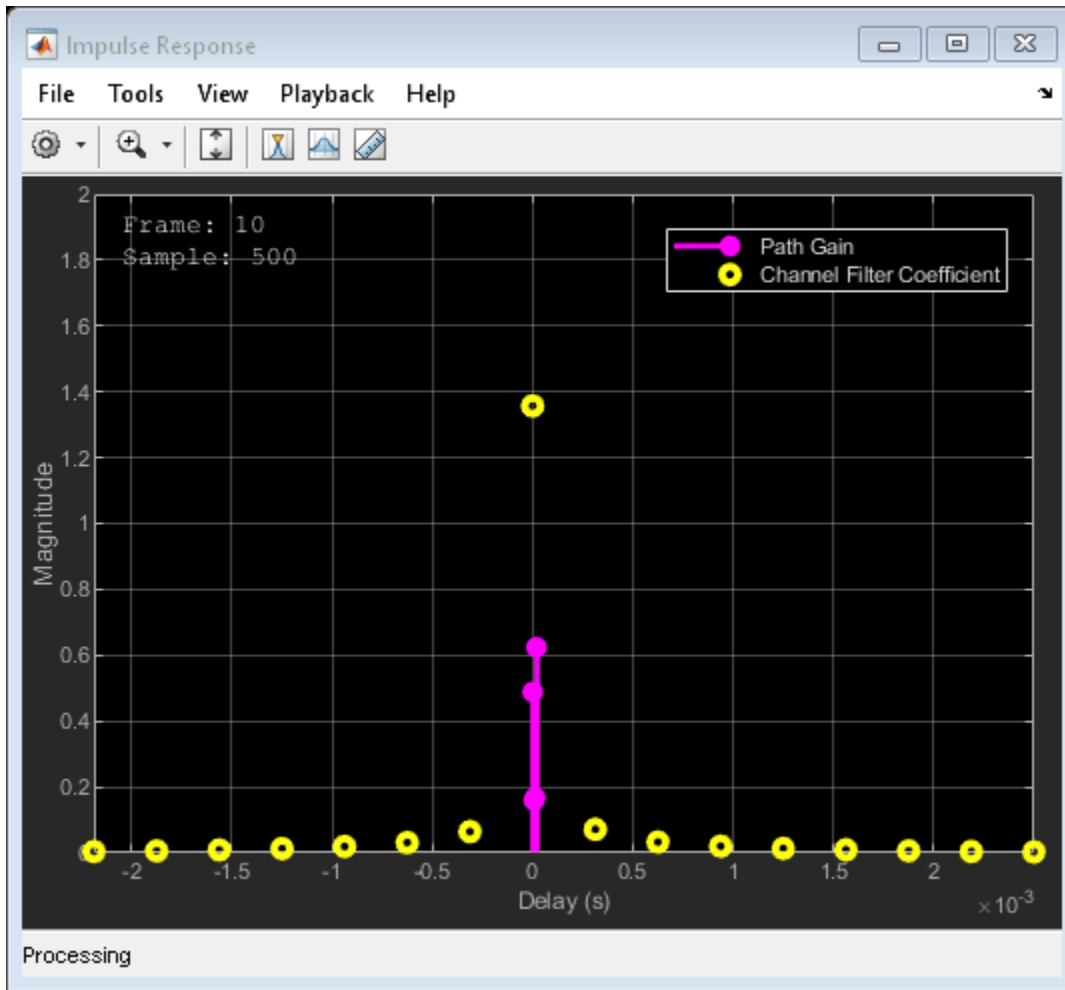 Impulse Response
File Tools View Playback Help
Frame: 10
Sample: 500
Path Gain
Channel Filter Coefficient
2
1.8
1.6
1.4
1.2
1
0.8
0.6
0.4
0.2
0
Magnitude
-2 -1.5 -1 -0.5 0 0.5 1 1.5 2
Delay (s)
×10⁻³
Processing